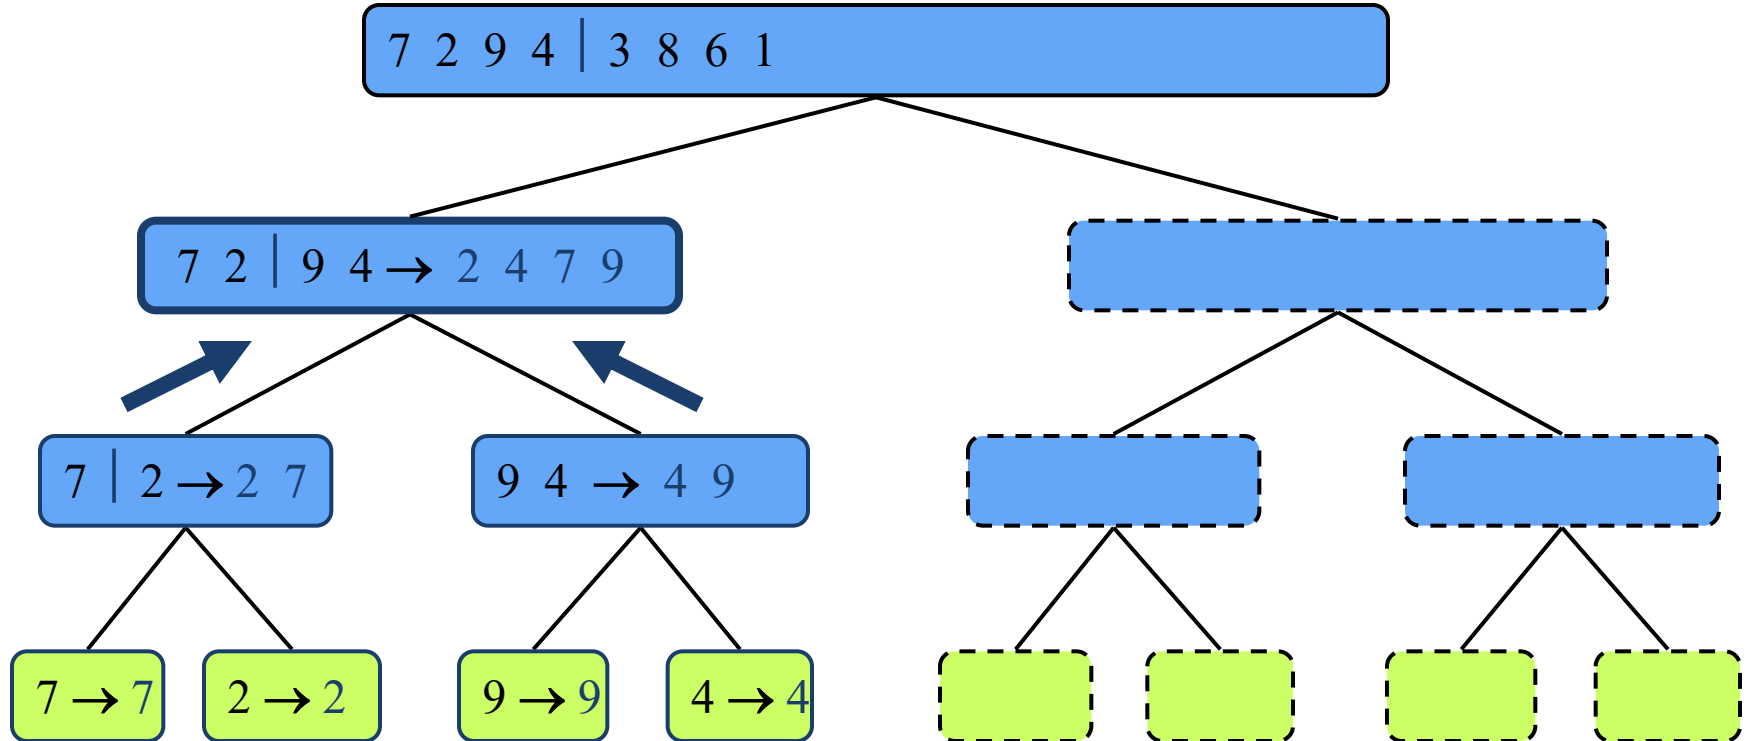 7 2 9 4 | 3 8 6 1
7 2 | 9 4 → 2 4 7 9
7 | 2 → 2 7
9 4 → 4 9
7 → 7
2 → 2
9 → 9
4 → 4